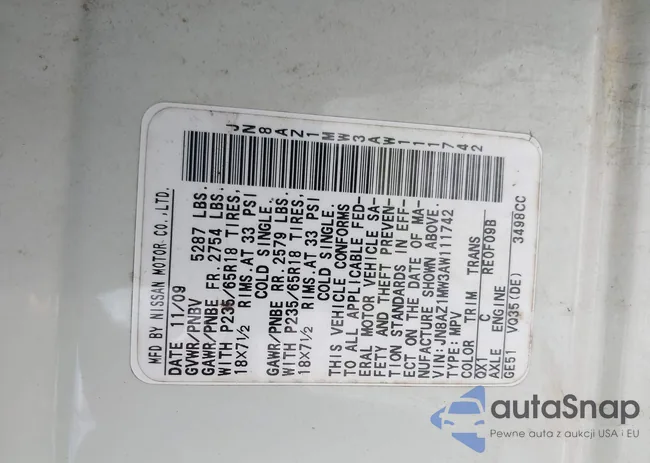 JN8AZ1MW3AW111742
MFD BY NISSAN MOTOR CO.,LTD.
DATE 11/09
GVWR/PNBV 5287 LBS.
GAWR/PNBE FR.2754 LBS.
WITH P235/65R18 TIRES,
18X7½ RIMS.AT 33 PSI
COLD SINGLE.
GAWR/PNBE RR.2579 LBS.
WITH P235/65R18 TIRES,
18X7½ RIMS.AT 33 PSI
COLD SINGLE.
THIS VEHICLE CONFORMS
TO ALL APPLICABLE FED-
ERAL MOTOR VEHICLE SA-
FETY AND THEFT PREVEN-
TION STANDARDS IN EFF-
ECT ON THE DATE OF MA-
NUFACTURE SHOWN ABOVE.
VIN: JN8AZ1MW3AW111742
TYPE: MPV
COLOR TRIM TRANS
QX1 C RE0F09B
AXLE ENGINE
GE51 VQ35(DE) 3498CC
autaSnap
Pewne auta z aukcji USA i EU